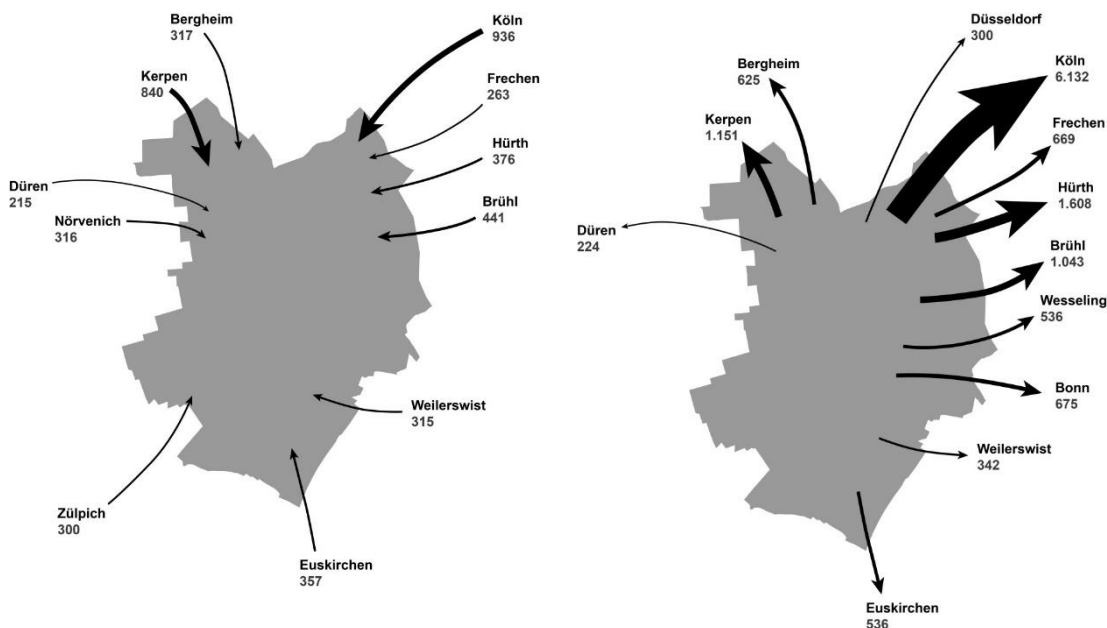 Bergheim
317
Köln
936
Kerpen
840
Frechen
263
Hürth
376
Düren
215
Brühl
441
Nörvenich
316
Weilerswist
315
Zülpich
300
Euskirchen
357
Düsseldorf
300
Köln
6.132
Bergheim
625
Kerpen
1.151
Frechen
669
Hürth
1.608
Düren
224
Brühl
1.043
Wesseling
536
Bonn
675
Weilerswist
342
Euskirchen
536